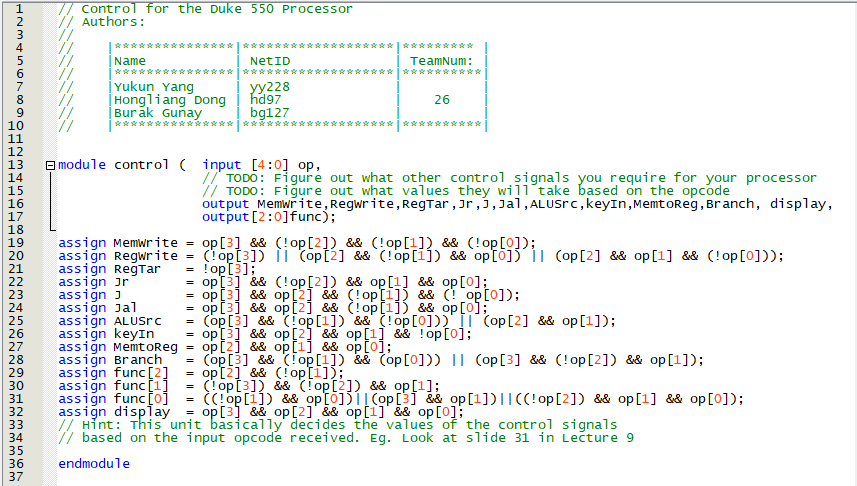 1 // Control for the Duke 550 Processor
2 // Authors:
3 //
4 // |***************|*******************|********* |
5 // |Name | NetID | TeamNum: |
6 // |***************|*******************|**********|
7 // |Yukun Yang | yy228 | |
8 // |Hongliang Dong | hd97 | 26 |
9 // |Burak Gunay | bg127 | |
10 // |***************|*******************|**********|
11
12
13 module control ( input [4:0] op,
14 // TODO: Figure out what other control signals you require for your processor
15 // TODO: Figure out what values they will take based on the opcode
16 output MemWrite,RegWrite,RegTar,Jr,J,Jal,ALUSrc,keyIn,MemtoReg,Branch, display,
17 output[2:0]func);
18
19 assign MemWrite = op[3] && (!op[2]) && (!op[1]) && (!op[0]);
20 assign RegWrite = (!op[3]) || (op[2] && (!op[1]) && op[0]) || (op[2] && op[1] && (!op[0]));
21 assign RegTar = !op[3];
22 assign Jr = op[3] && (!op[2]) && op[1] && op[0];
23 assign J = op[3] && op[2] && (!op[1]) && (! op[0]);
24 assign Jal = op[3] && op[2] && (!op[1]) && op[0];
25 assign ALUSrc = (op[3] && (!op[1]) && (!op[0])) || (op[2] && op[1]);
26 assign keyIn = op[3] && op[2] && op[1] && !op[0];
27 assign MemtoReg = op[2] && op[1] && op[0];
28 assign Branch = (op[3] && (!op[1]) && (op[0])) || (op[3] && (!op[2]) && op[1]);
29 assign func[2] = op[2] && (!op[1]);
30 assign func[1] = (!op[3]) && (!op[2]) && op[1];
31 assign func[0] = ((!op[1]) && op[0])||(op[3] && op[1])||((!op[2]) && op[1] && op[0]);
32 assign display = op[3] && op[2] && op[1] && op[0];
33 // Hint: This unit basically decides the values of the control signals
34 // based on the input opcode received. Eg. Look at slide 31 in Lecture 9
35
36 endmodule
37